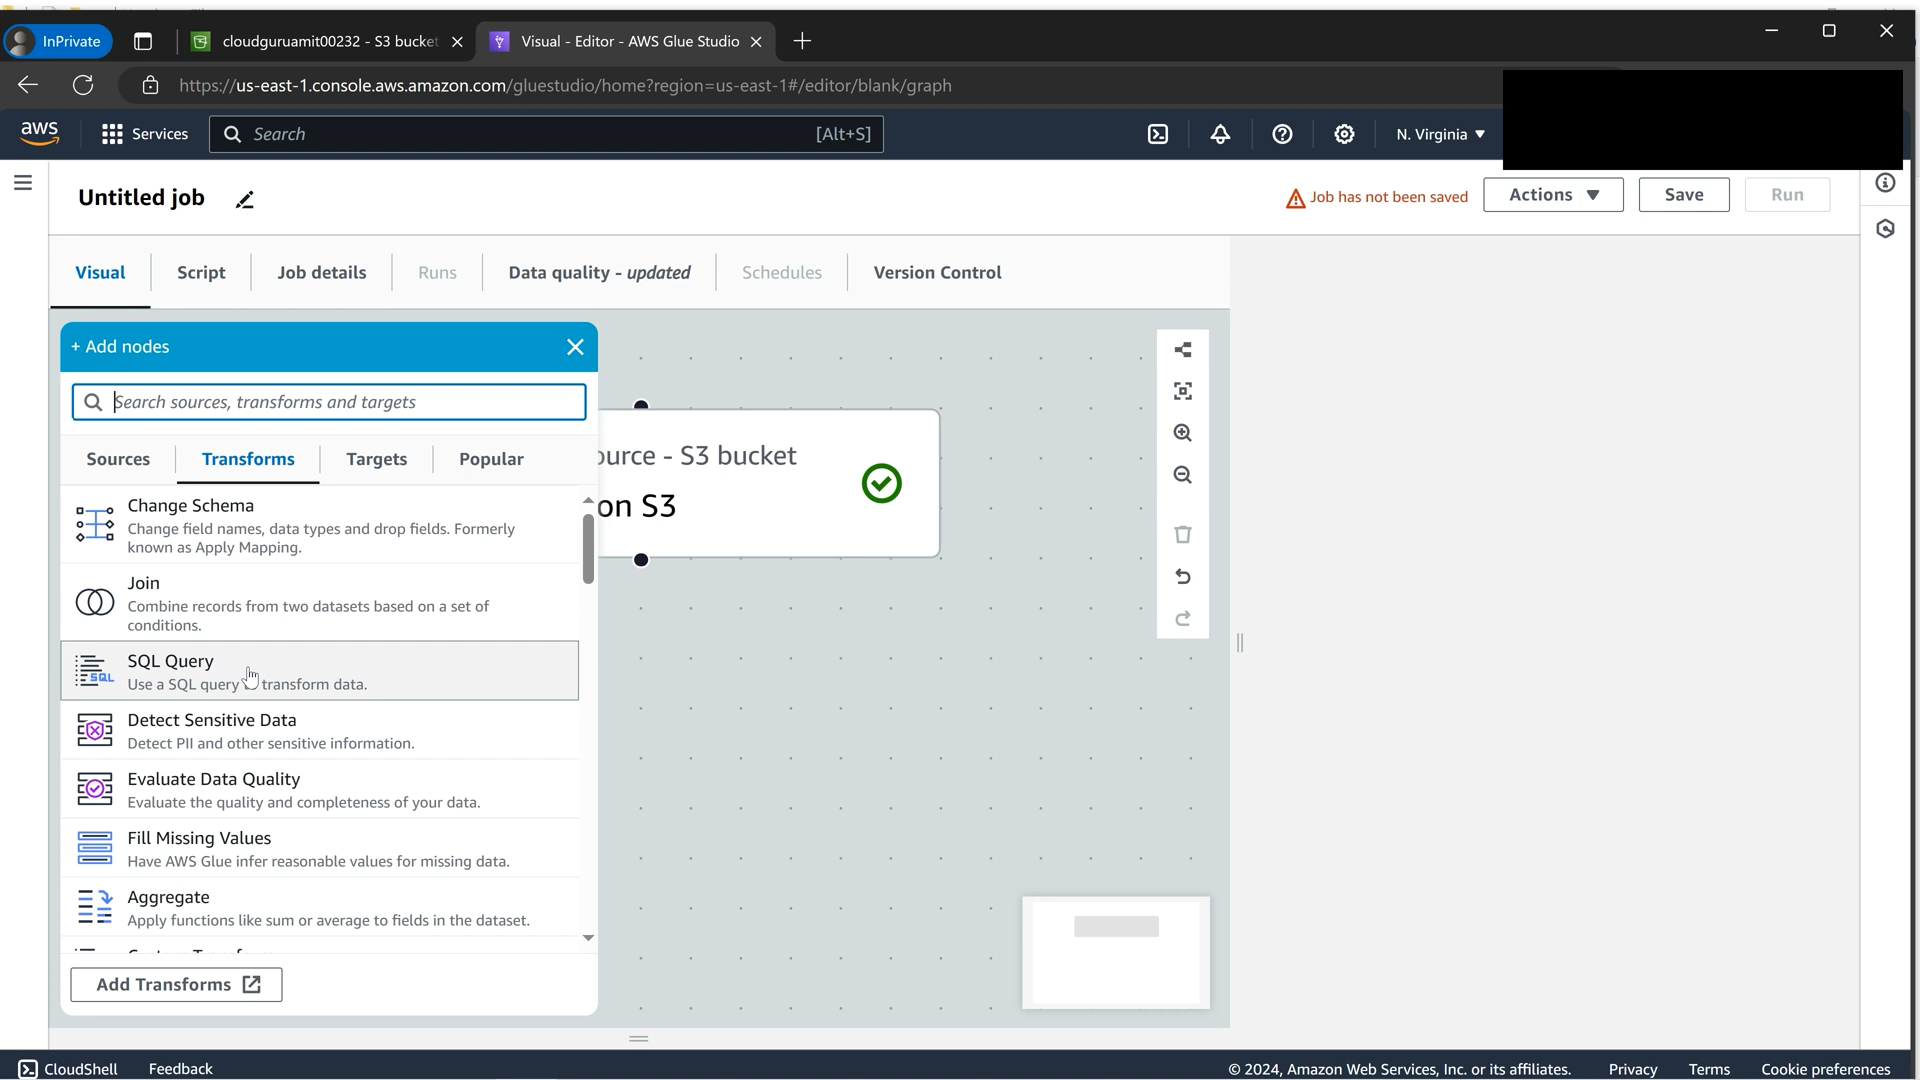 InPrivate
cloudguruamit00232 - S3 bucket
Visual - Editor - AWS Glue Studio
https://us-east-1.console.aws.amazon.com/gluestudio/home?region=us-east-1#/editor/blank/graph
aws
Services
Search
[Alt+S]
N. Virginia
Untitled job
Job has not been saved
Actions
Save
Run
Visual
Script
Job details
Runs
Data quality - updated
Schedules
Version Control
+ Add nodes
Search sources, transforms and targets
Sources
Transforms
Targets
Popular
Change Schema
Change field names, data types and drop fields. Formerly
known as Apply Mapping.
Join
Combine records from two datasets based on a set of
conditions.
SQL
SQL Query
Use a SQL query transform data.
Detect Sensitive Data
Detect PII and other sensitive information.
Evaluate Data Quality
Evaluate the quality and completeness of your data.
Fill Missing Values
Have AWS Glue infer reasonable values for missing data.
Aggregate
Apply functions like sum or average to fields in the dataset.
Add Transforms
ource - S3 bucket
on S3
CloudShell
Feedback
© 2024, Amazon Web Services, Inc. or its affiliates.
Privacy
Terms
Cookie preferences